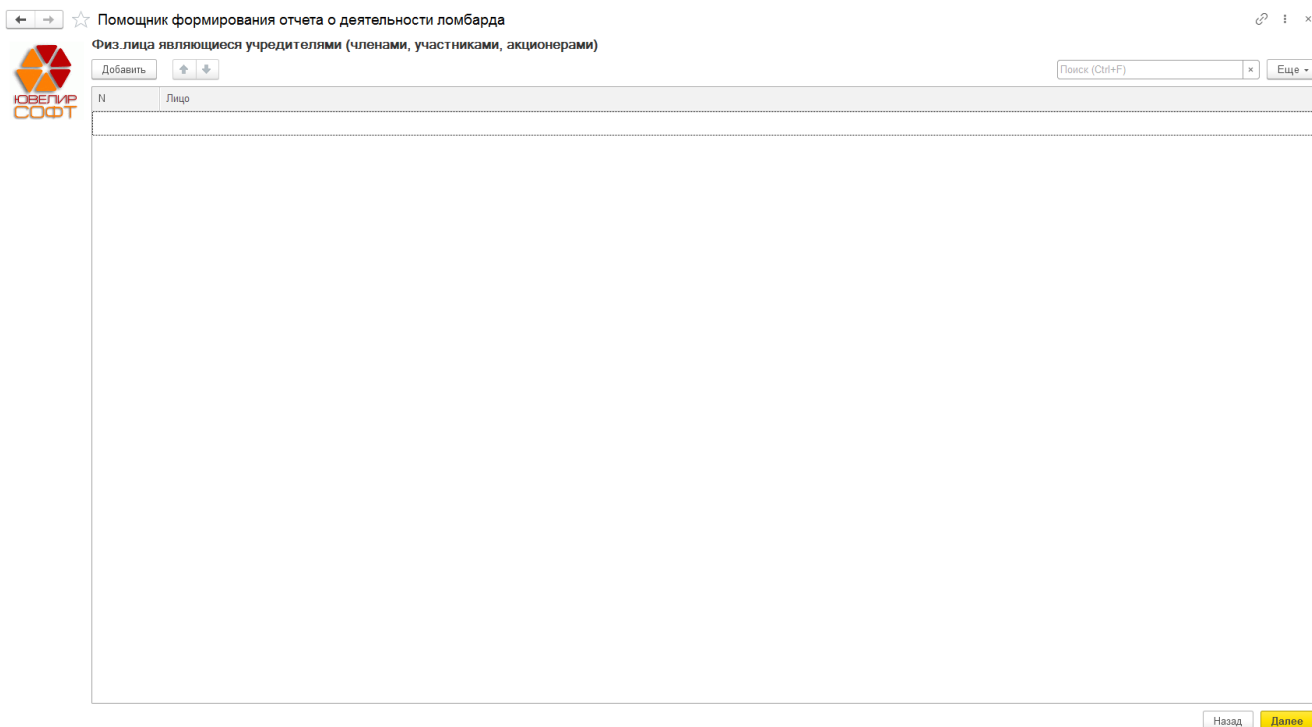 Помощник формирования отчета о деятельности ломбарда
Физ.лица являющиеся учредителями (членами, участниками, акционерами)
ЮВЕЛИР
СОФТ
Добавить
Поиск (Ctrl+F)
×
Еще
N Лицо
Назад Далее